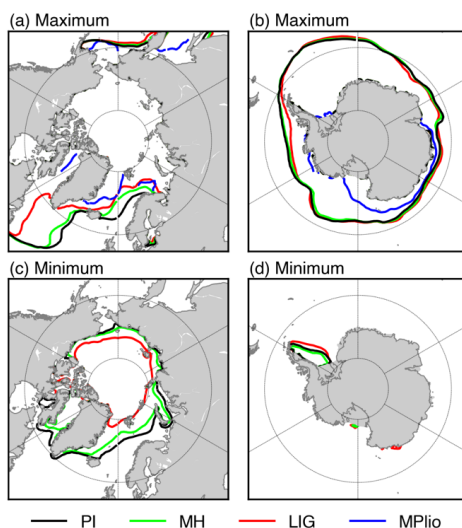 (a) Maximum
(b) Maximum
(c) Minimum
(d) Minimum
PI MH LIG MPlio